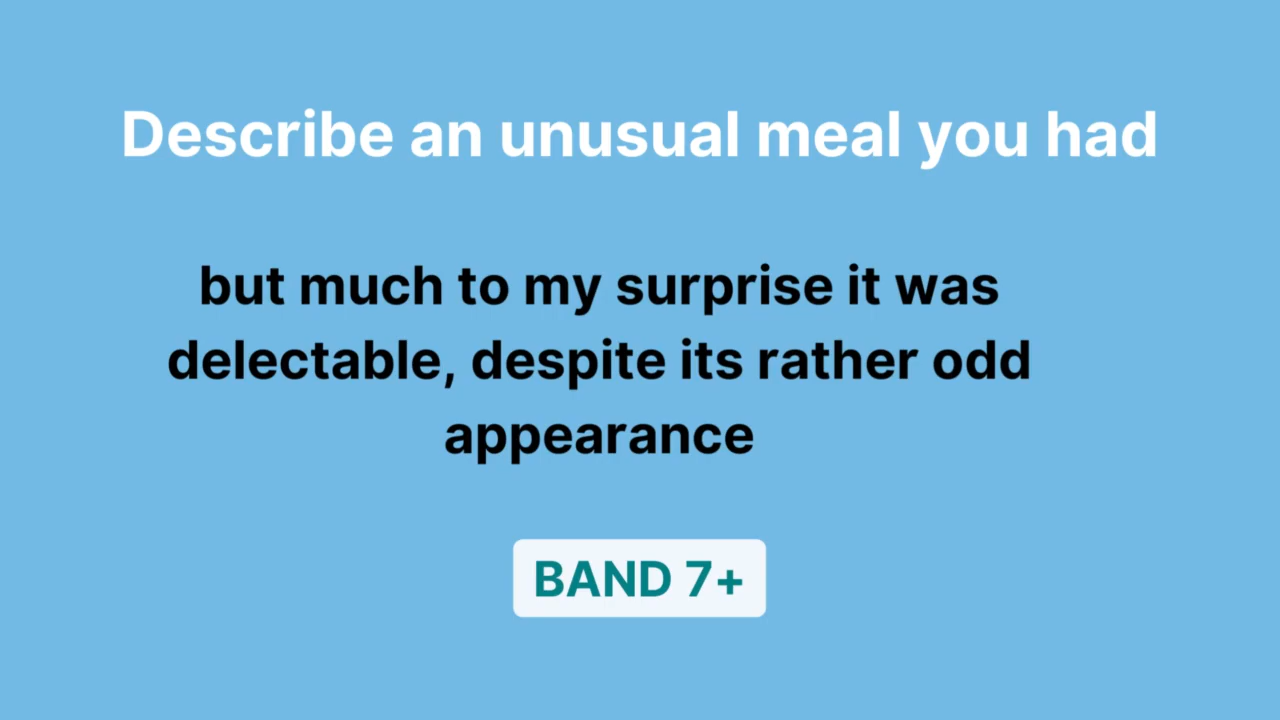 Describe an unusual meal you had
but much to my surprise it was
delectable, despite its rather odd
appearance
BAND 7+